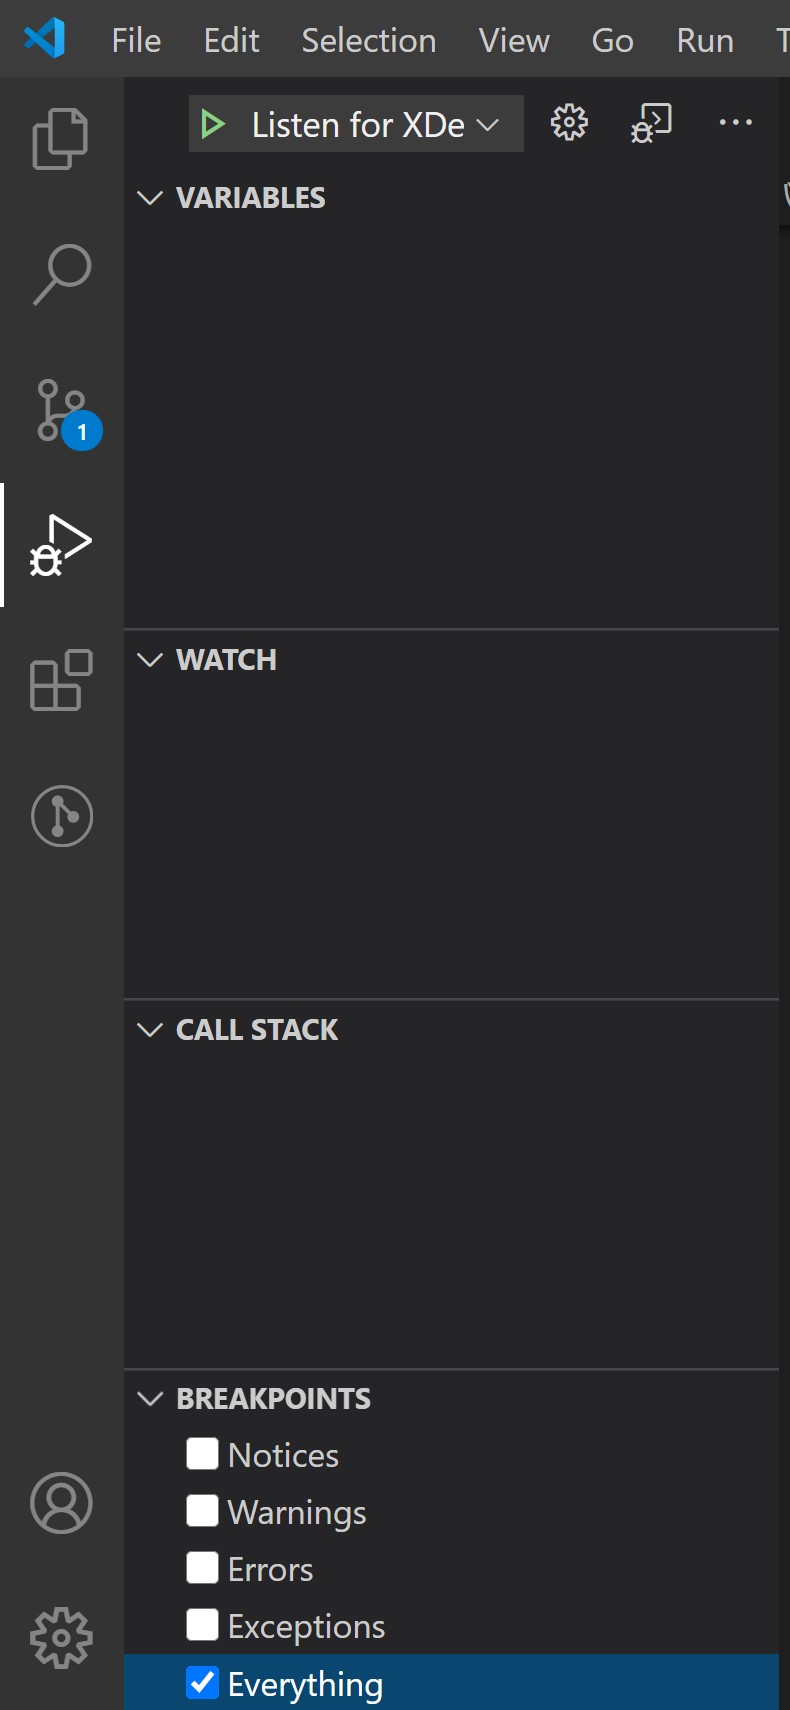 File Edit Selection View Go Run
Listen for XDe
VARIABLES
1
WATCH
CALL STACK
BREAKPOINTS
Notices
Warnings
Errors
Exceptions
Everything